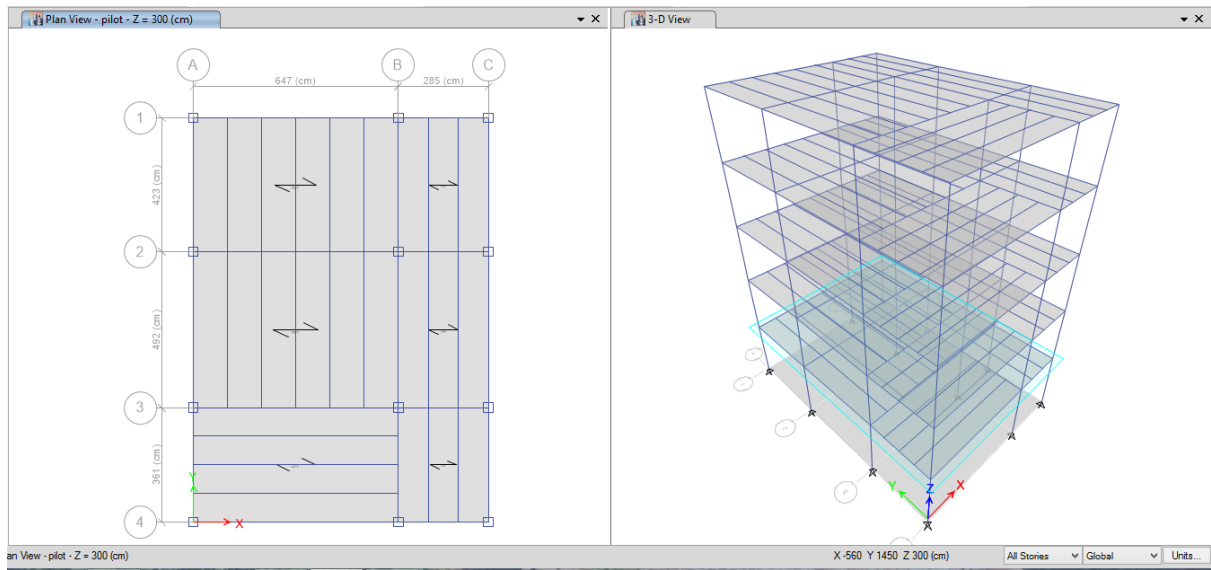 Plan View - pilot - Z = 300 (cm)
3-D View
A
B
C
647 (cm)
285 (cm)
1
423 (cm)
2
492 (cm)
3
361 (cm)
Y
4
X
Y
Z
X
an View - pilot - Z = 300 (cm)
X -560 Y 1450 Z 300 (cm)
All Stories
Global
Units...